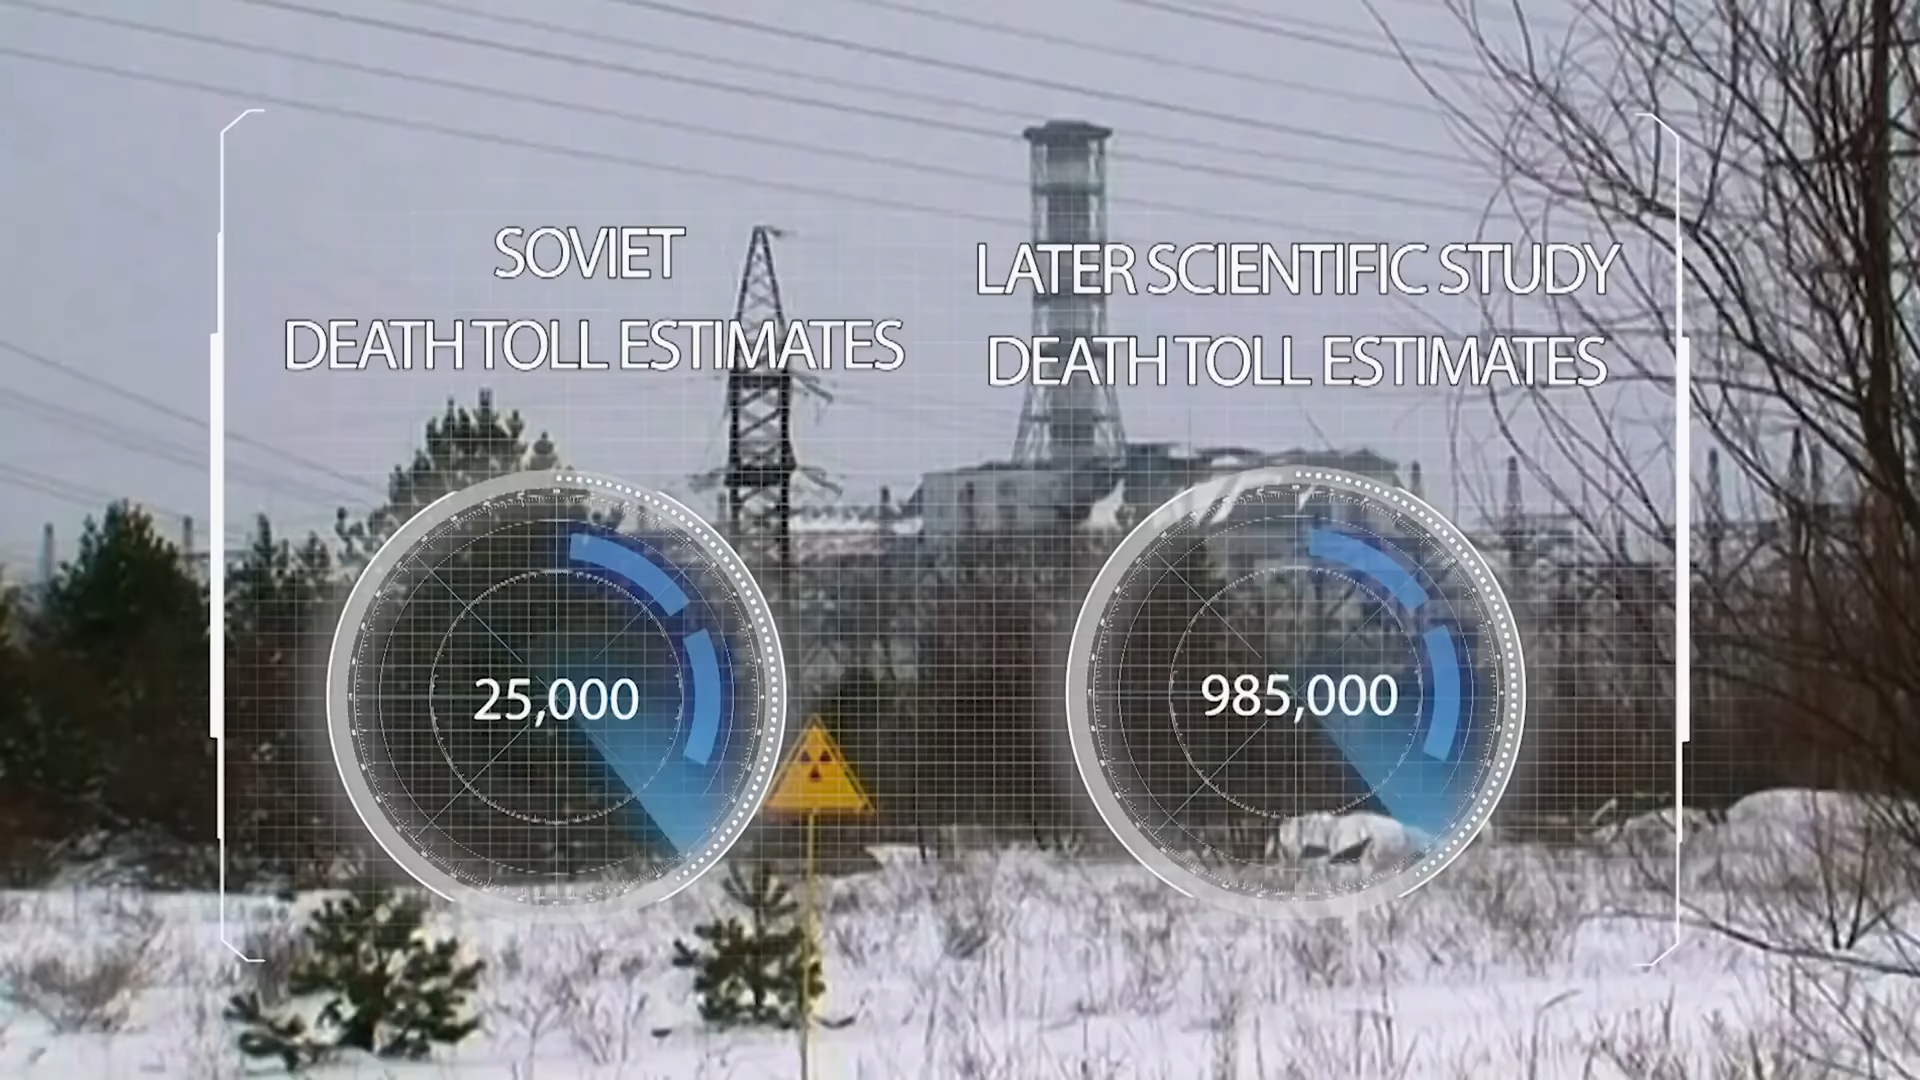 SOVIET
DEATH TOLL ESTIMATES
25,000
LATER SCIENTIFIC STUDY
DEATH TOLL ESTIMATES
985,000